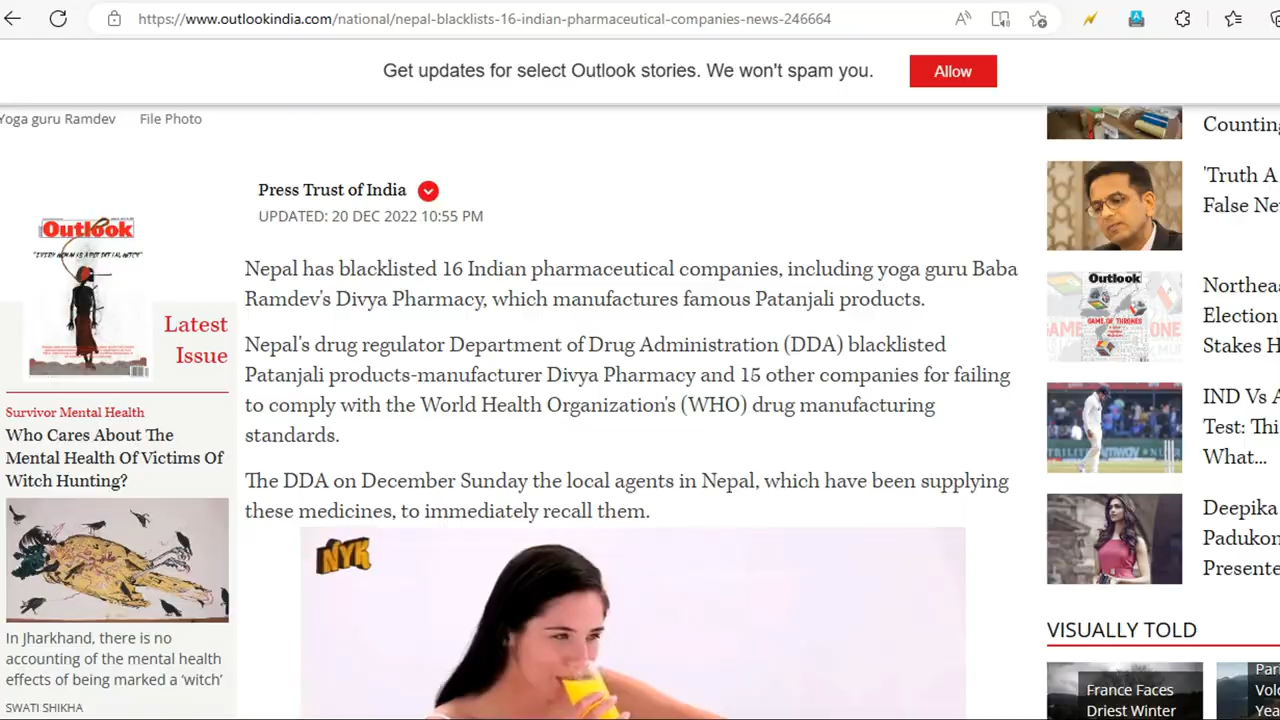 https://www.outlookindia.com/national/nepal-blacklists-16-indian-pharmaceutical-companies-news-246664
Get updates for select Outlook stories. We won't spam you.
Allow
Yoga guru Ramdev File Photo
Press Trust of India
UPDATED: 20 DEC 2022 10:55 PM
Nepal has blacklisted 16 Indian pharmaceutical companies, including yoga guru Baba
Ramdev's Divya Pharmacy, which manufactures famous Patanjali products.
Nepal's drug regulator Department of Drug Administration (DDA) blacklisted
Patanjali products-manufacturer Divya Pharmacy and 15 other companies for failing
to comply with the World Health Organization's (WHO) drug manufacturing
standards.
The DDA on December Sunday the local agents in Nepal, which have been supplying
these medicines, to immediately recall them.
NYK
Outlook
Latest
Issue
Survivor Mental Health
Who Cares About The
Mental Health Of Victims Of
Witch Hunting?
In Jharkhand, there is no
accounting of the mental health
effects of being marked a ‘witch’
SWATI SHIKHA
Counting
'Truth A
False Ne
Outlook
GAME OF THRONES
Northea
Election
Stakes H
IND Vs A
Test: Thi
What...
Deepika
Padukon
Presente
VISUALLY TOLD
France Faces
Driest Winter
Pari
Volo
Yea